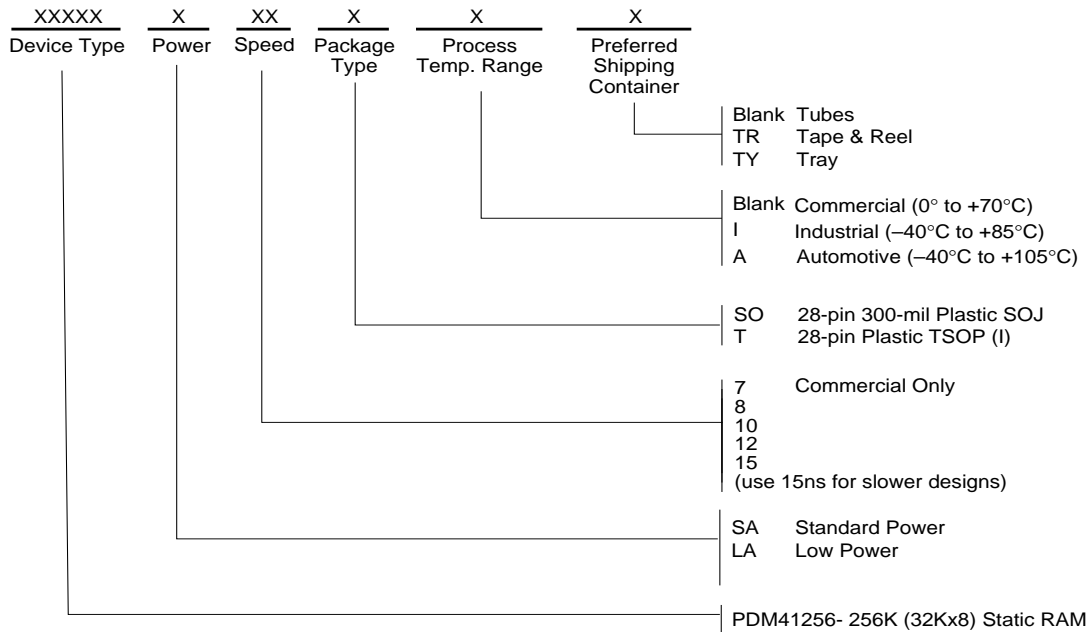 XXXXX X XX X X X
Device Type Power Speed Package Type Process Temp. Range Preferred Shipping Container
Blank Tubes
TR Tape & Reel
TY Tray
Blank Commercial (0° to +70°C)
I Industrial (–40°C to +85°C)
A Automotive (–40°C to +105°C)
SO 28-pin 300-mil Plastic SOJ
T 28-pin Plastic TSOP (I)
7 Commercial Only
8
10
12
15
(use 15ns for slower designs)
SA Standard Power
LA Low Power
PDM41256- 256K (32Kx8) Static RAM